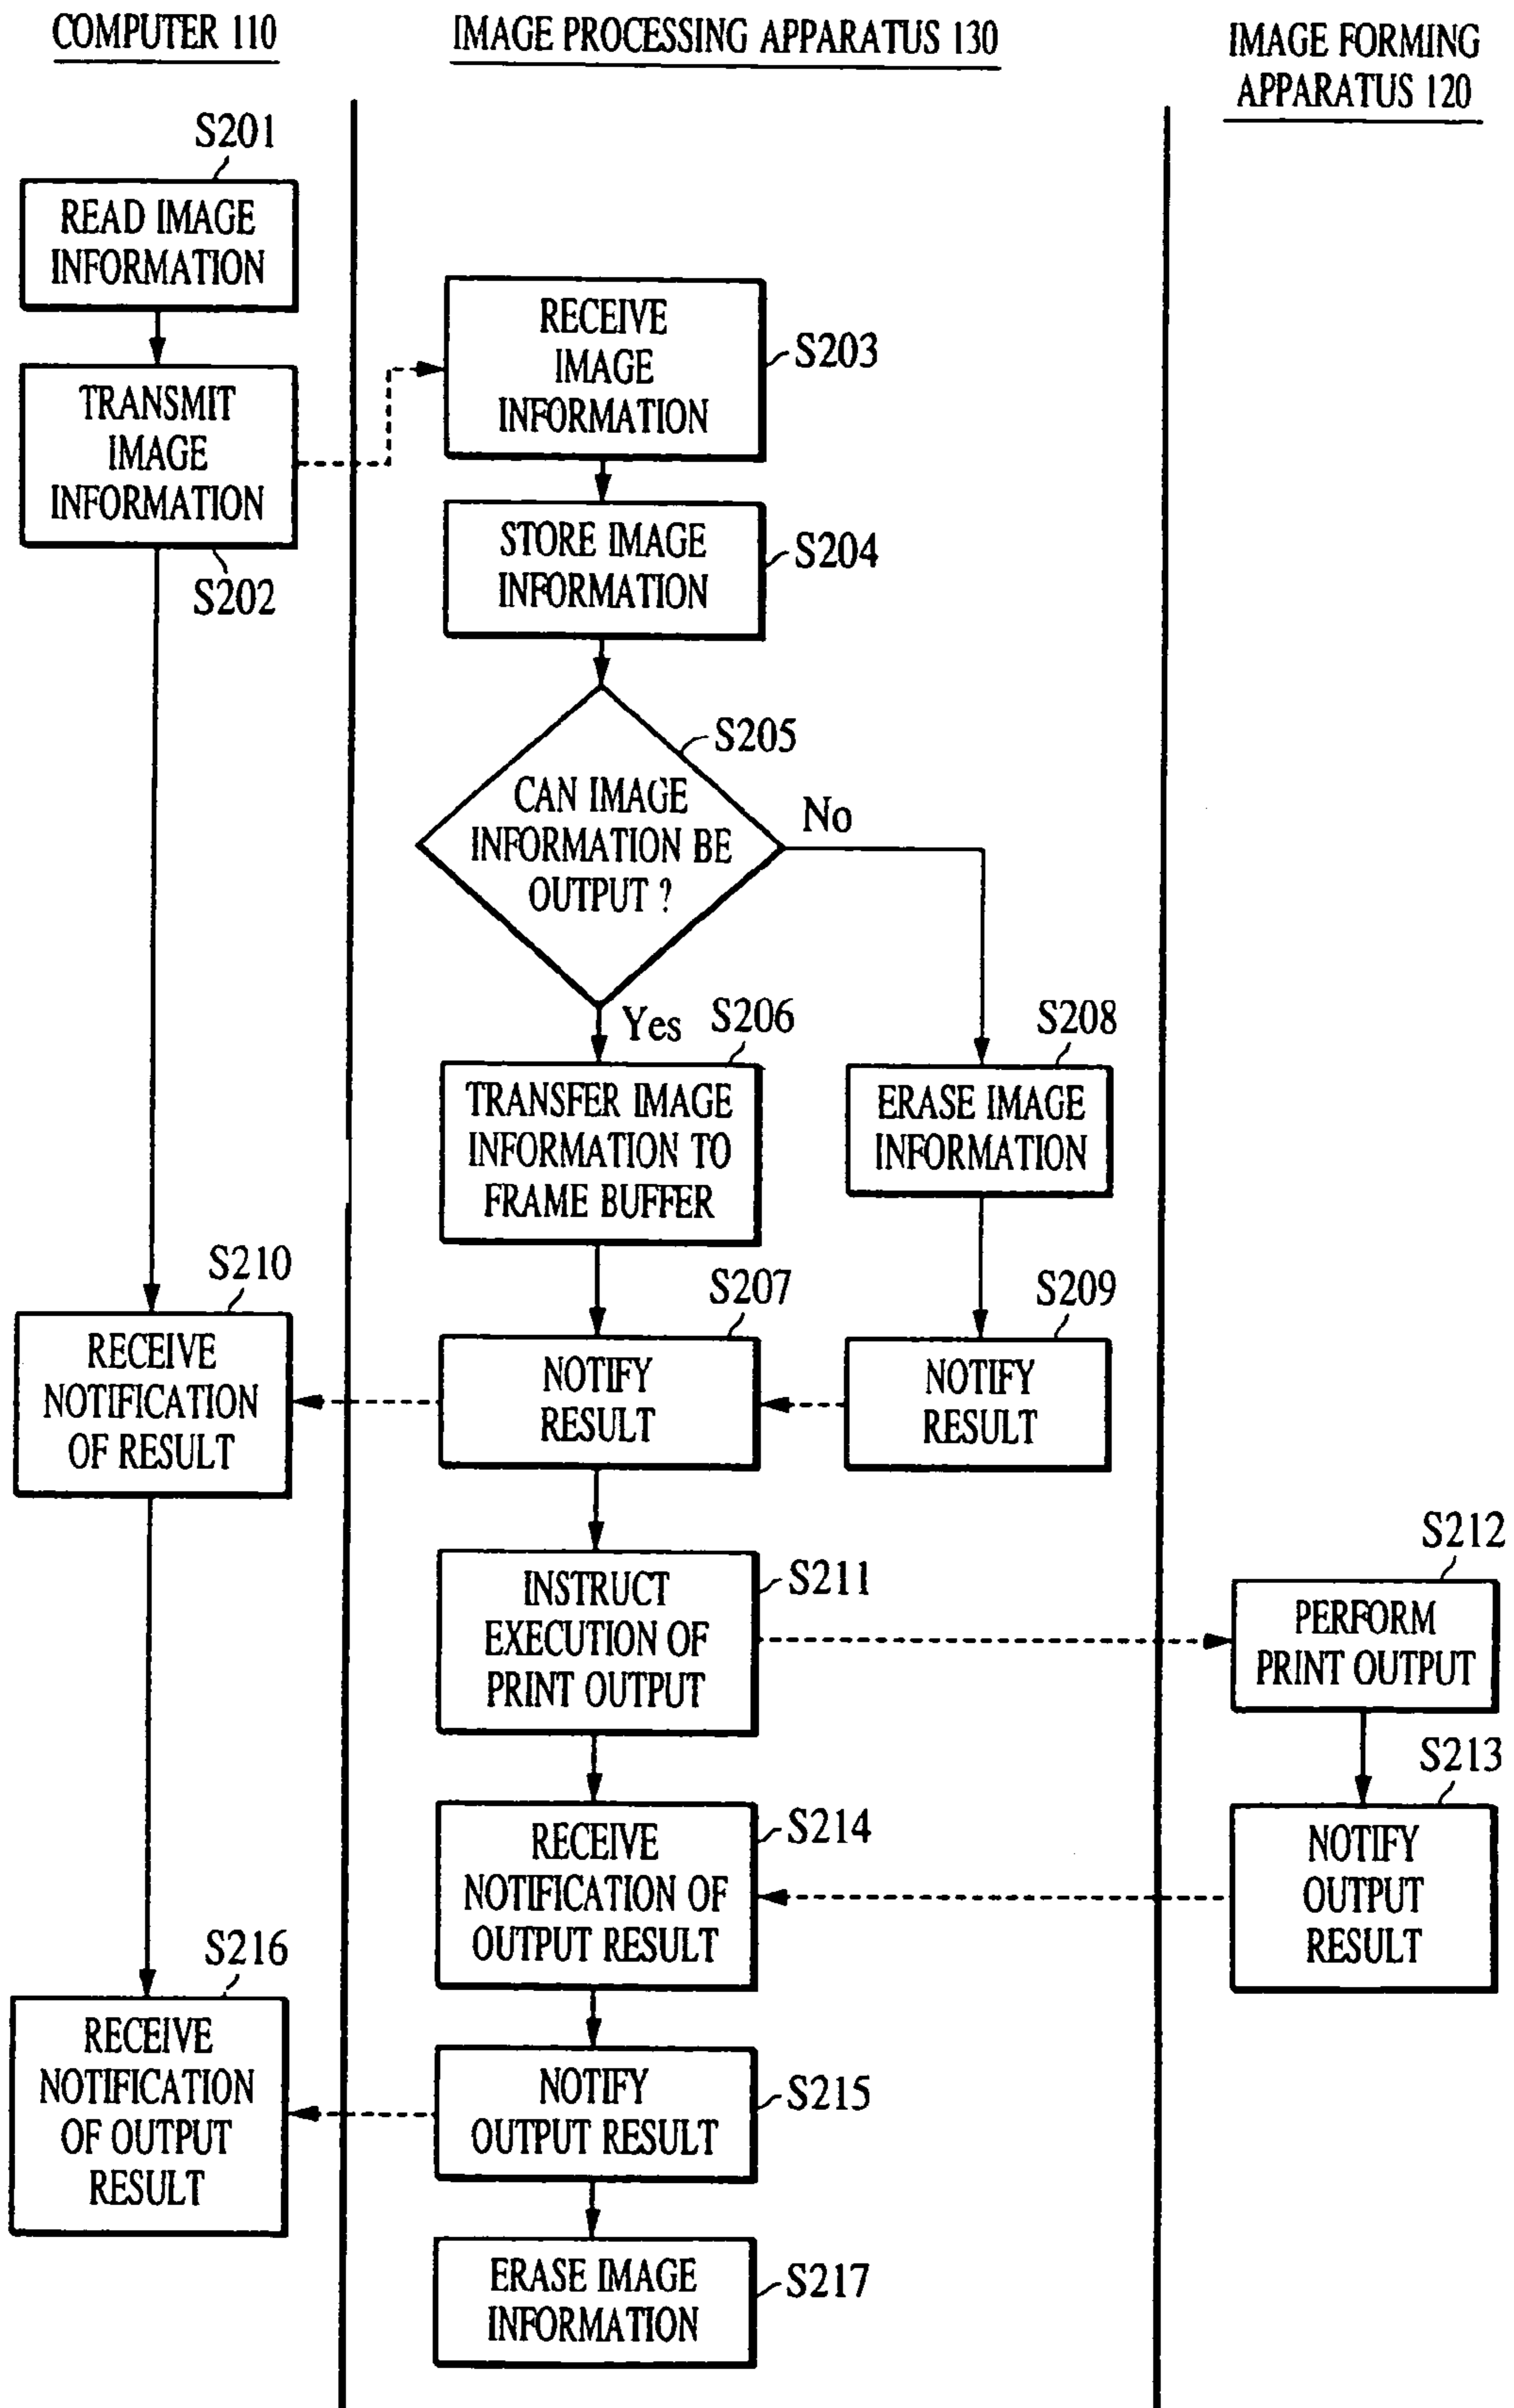 COMPUTER 110
IMAGE PROCESSING APPARATUS 130
IMAGE FORMING
APPARATUS 120
S201
READ IMAGE
INFORMATION
TRANSMIT
IMAGE
INFORMATION
S202
RECEIVE
IMAGE
INFORMATION
S203
STORE IMAGE
INFORMATION
S204
S205
CAN IMAGE
INFORMATION BE
OUTPUT ?
No
Yes
S206
TRANSFER IMAGE
INFORMATION TO
FRAME BUFFER
S208
ERASE IMAGE
INFORMATION
S210
RECEIVE
NOTIFICATION
OF RESULT
S207
NOTIFY
RESULT
S209
NOTIFY
RESULT
INSTRUCT
EXECUTION OF
PRINT OUTPUT
S211
S212
PERFORM
PRINT OUTPUT
S213
NOTIFY
OUTPUT
RESULT
RECEIVE
NOTIFICATION OF
OUTPUT RESULT
S214
S216
RECEIVE
NOTIFICATION
OF OUTPUT
RESULT
NOTIFY
OUTPUT RESULT
S215
ERASE IMAGE
INFORMATION
S217